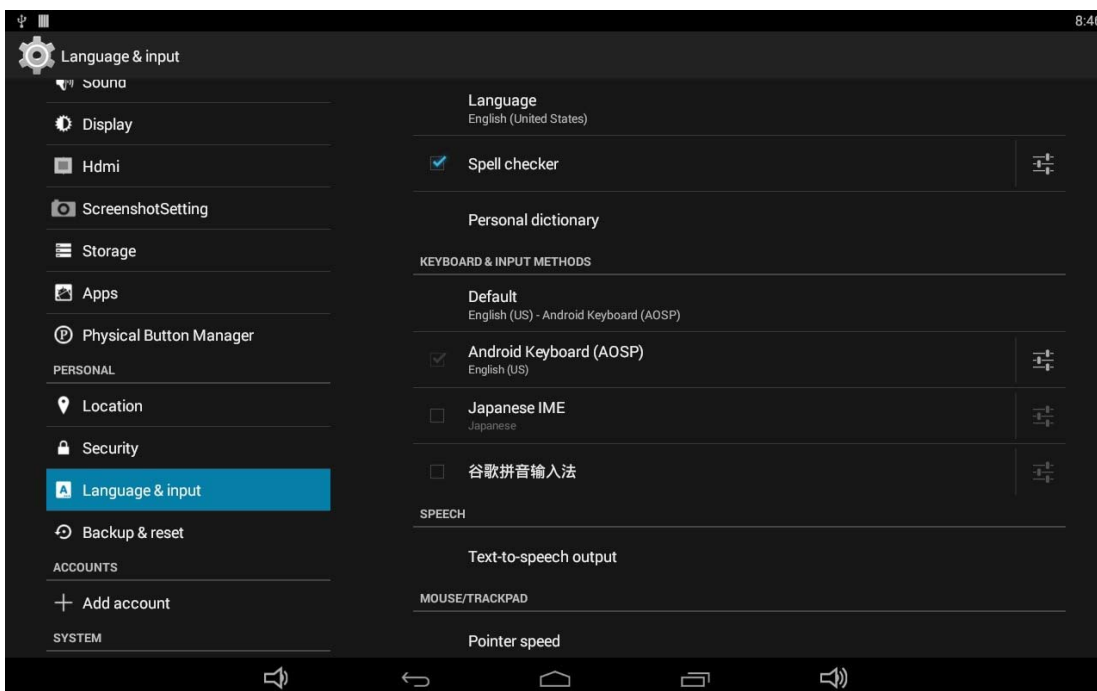 8:46
Language & input
Sound
Display
Hdmi
ScreenshotSetting
Storage
Apps
Physical Button Manager
PERSONAL
Location
Security
Language & input
Backup & reset
ACCOUNTS
Add account
SYSTEM
Language
English (United States)
Spell checker
Personal dictionary
KEYBOARD & INPUT METHODS
Default
English (US) - Android Keyboard (AOSP)
Android Keyboard (AOSP)
English (US)
Japanese IME
Japanese
谷歌拼音输入法
SPEECH
Text-to-speech output
MOUSE/TRACKPAD
Pointer speed